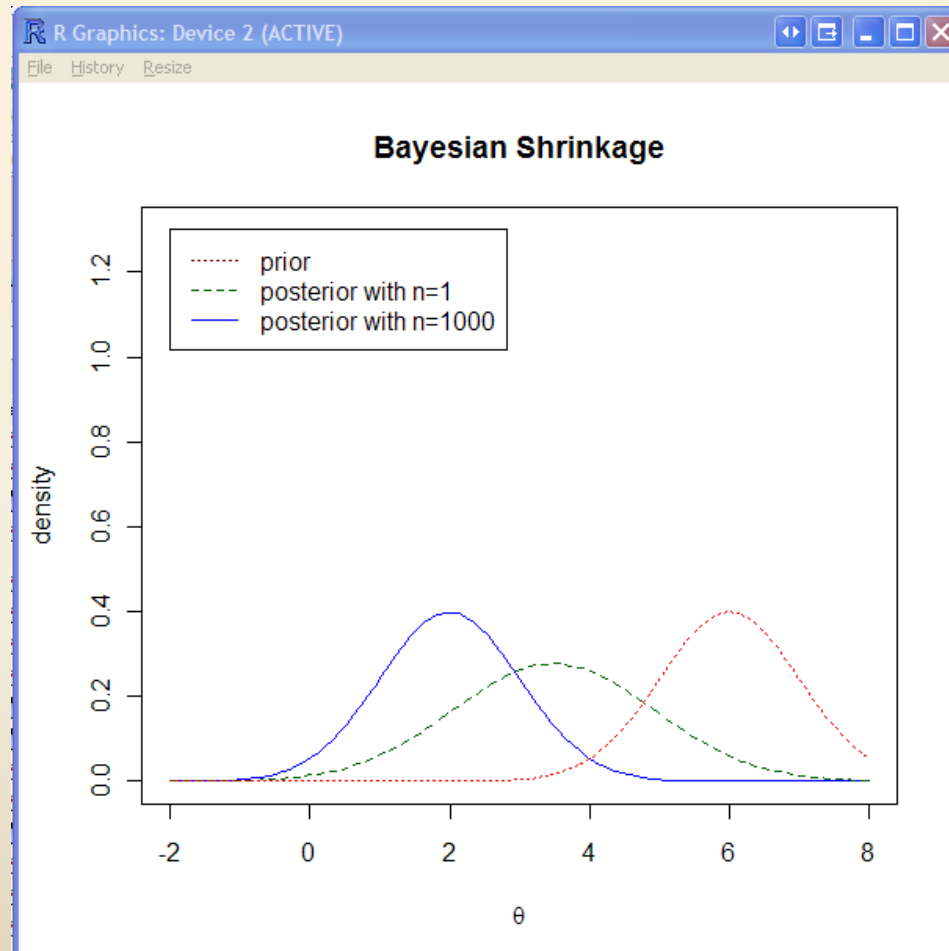 R Graphics: Device 2 (ACTIVE)
File History Resize
Bayesian Shrinkage
prior
posterior with n=1
posterior with n=1000
density
0.0 0.2 0.4 0.6 0.8 1.0 1.2
-2 0 2 4 6 8
θ